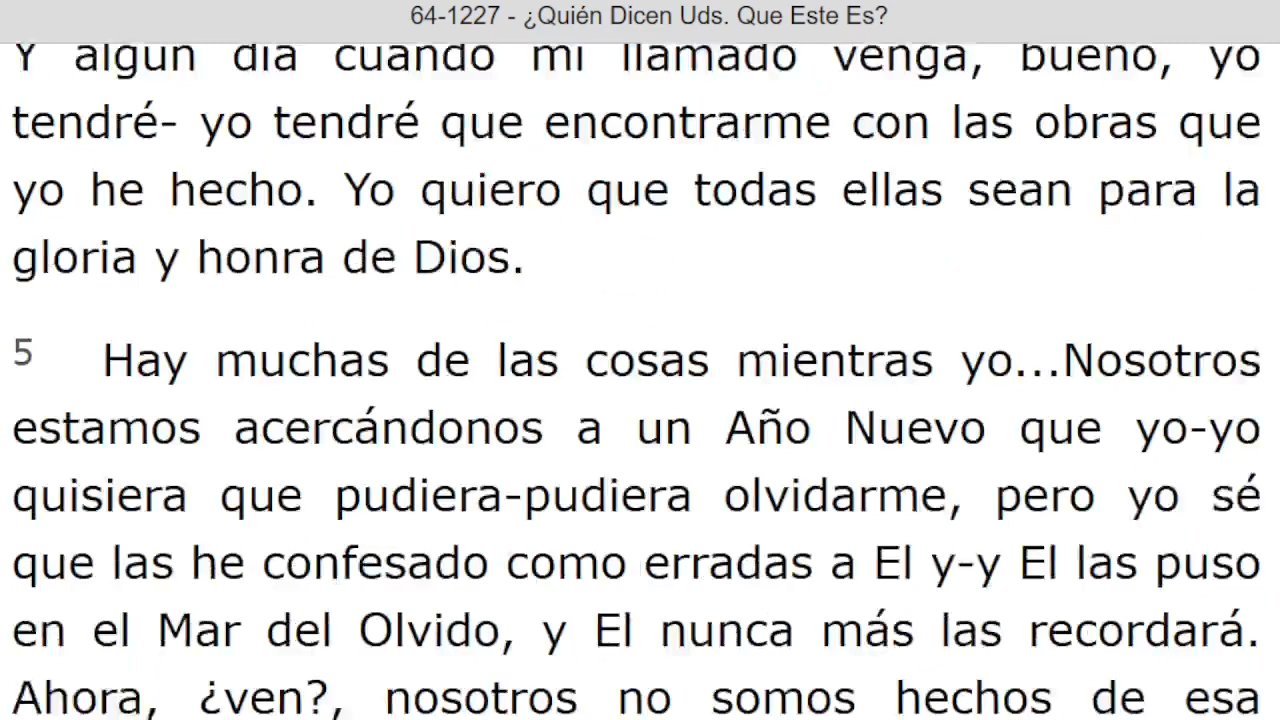 64-1227 - ¿Quién Dicen Uds. Que Este Es?
Y algún día cuando mi llamado venga, bueno, yo
tendré- yo tendré que encontrarme con las obras que
yo he hecho. Yo quiero que todas ellas sean para la
gloria y honra de Dios.
5 Hay muchas de las cosas mientras yo...Nosotros
estamos acercándonos a un Año Nuevo que yo-yo
quisiera que pudiera-pudiera olvidarme, pero yo sé
que las he confesado como erradas a El y-y El las puso
en el Mar del Olvido, y El nunca más las recordará.
Ahora, ¿ven?, nosotros no somos hechos de esa